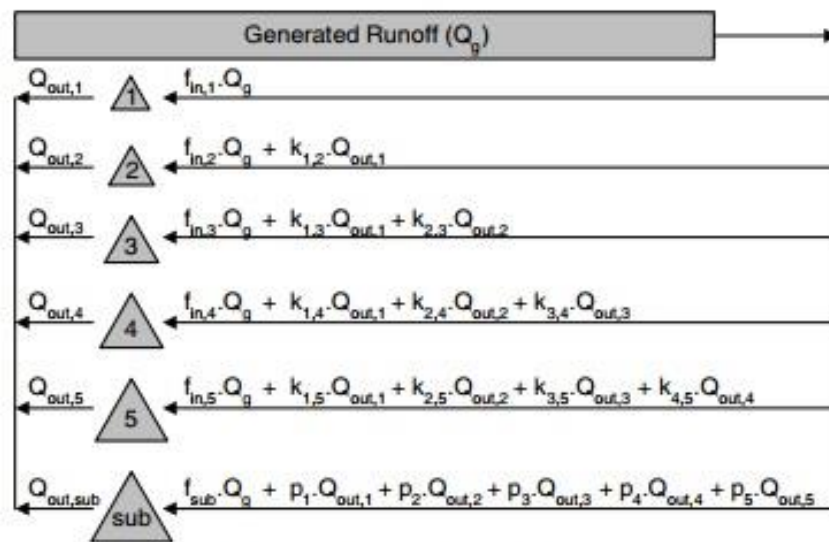 Generated Runoff (Qg)
Qout,1 1 fin,1.Qg
Qout,2 2 fin,2.Qg + k1,2.Qout,1
Qout,3 3 fin,3.Qg + k1,3.Qout,1 + k2,3.Qout,2
Qout,4 4 fin,4.Qg + k1,4.Qout,1 + k2,4.Qout,2 + k3,4.Qout,3
Qout,5 5 fin,5.Qg + k1,5.Qout,1 + k2,5.Qout,2 + k3,5.Qout,3 + k4,5.Qout,4
Qout,sub sub fsub.Qg + p1.Qout,1 + p2.Qout,2 + p3.Qout,3 + p4.Qout,4 + p5.Qout,5